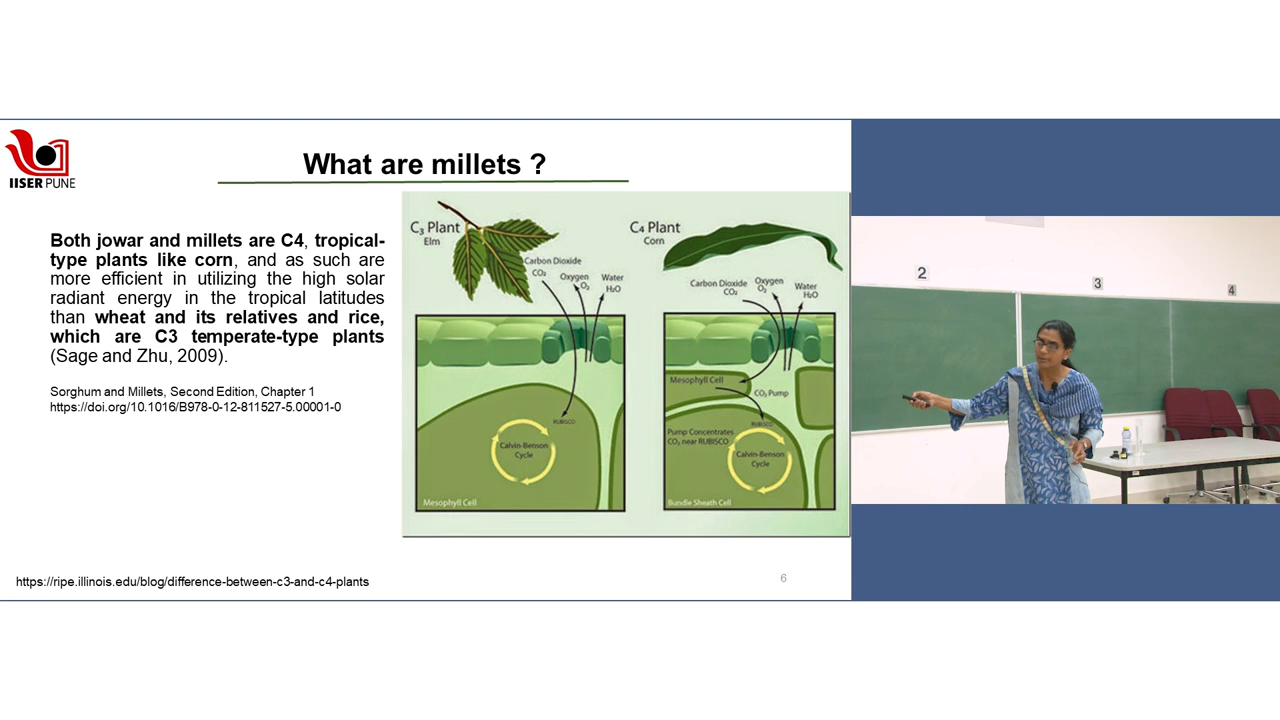 IISER PUNE
What are millets ?
Both jowar and millets are C4, tropical-
type plants like corn, and as such are
more efficient in utilizing the high solar
radiant energy in the tropical latitudes
than wheat and its relatives and rice,
which are C3 temperate-type plants
(Sage and Zhu, 2009).
Sorghum and Millets, Second Edition, Chapter 1
https://doi.org/10.1016/B978-0-12-811527-5.00001-0
C₃ Plant
Elm
Carbon Dioxide
CO₂
Oxygen
O₂
Water
H₂O
RUBISCO
Calvin-Benson
Cycle
Mesophyll Cell
C₄ Plant
Corn
Carbon Dioxide
CO₂
Oxygen
O₂
Water
H₂O
Mesophyll Cell
CO₂ Pump
Pump Concentrates
CO₂ near RUBISCO
RUBISCO
Calvin-Benson
Cycle
Bundle Sheath Cell
https://ripe.illinois.edu/blog/difference-between-c3-and-c4-plants
6
2
3
4